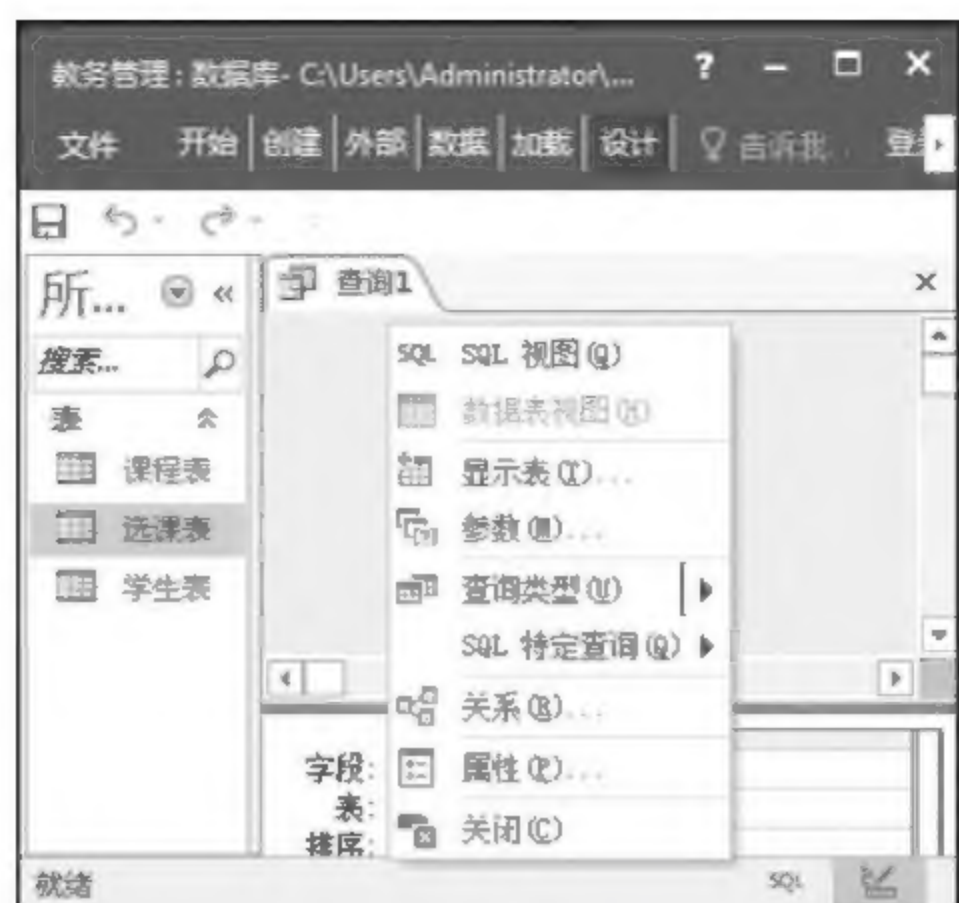 教务管理 : 数据库- C:\Users\Administrator\...
?
文件 开始 创建 外部 数据 加载 设计 告诉我
所... «
查询1
搜索...
表
课程表
选课表
学生表
SQL SQL 视图(Q)
数据表视图(H)
显示表(T)...
参数(M)...
查询类型(U)
SQL 特定查询(Q)
关系(R)...
属性(P)...
关闭(C)
字段:
表:
排序:
就绪 SQL